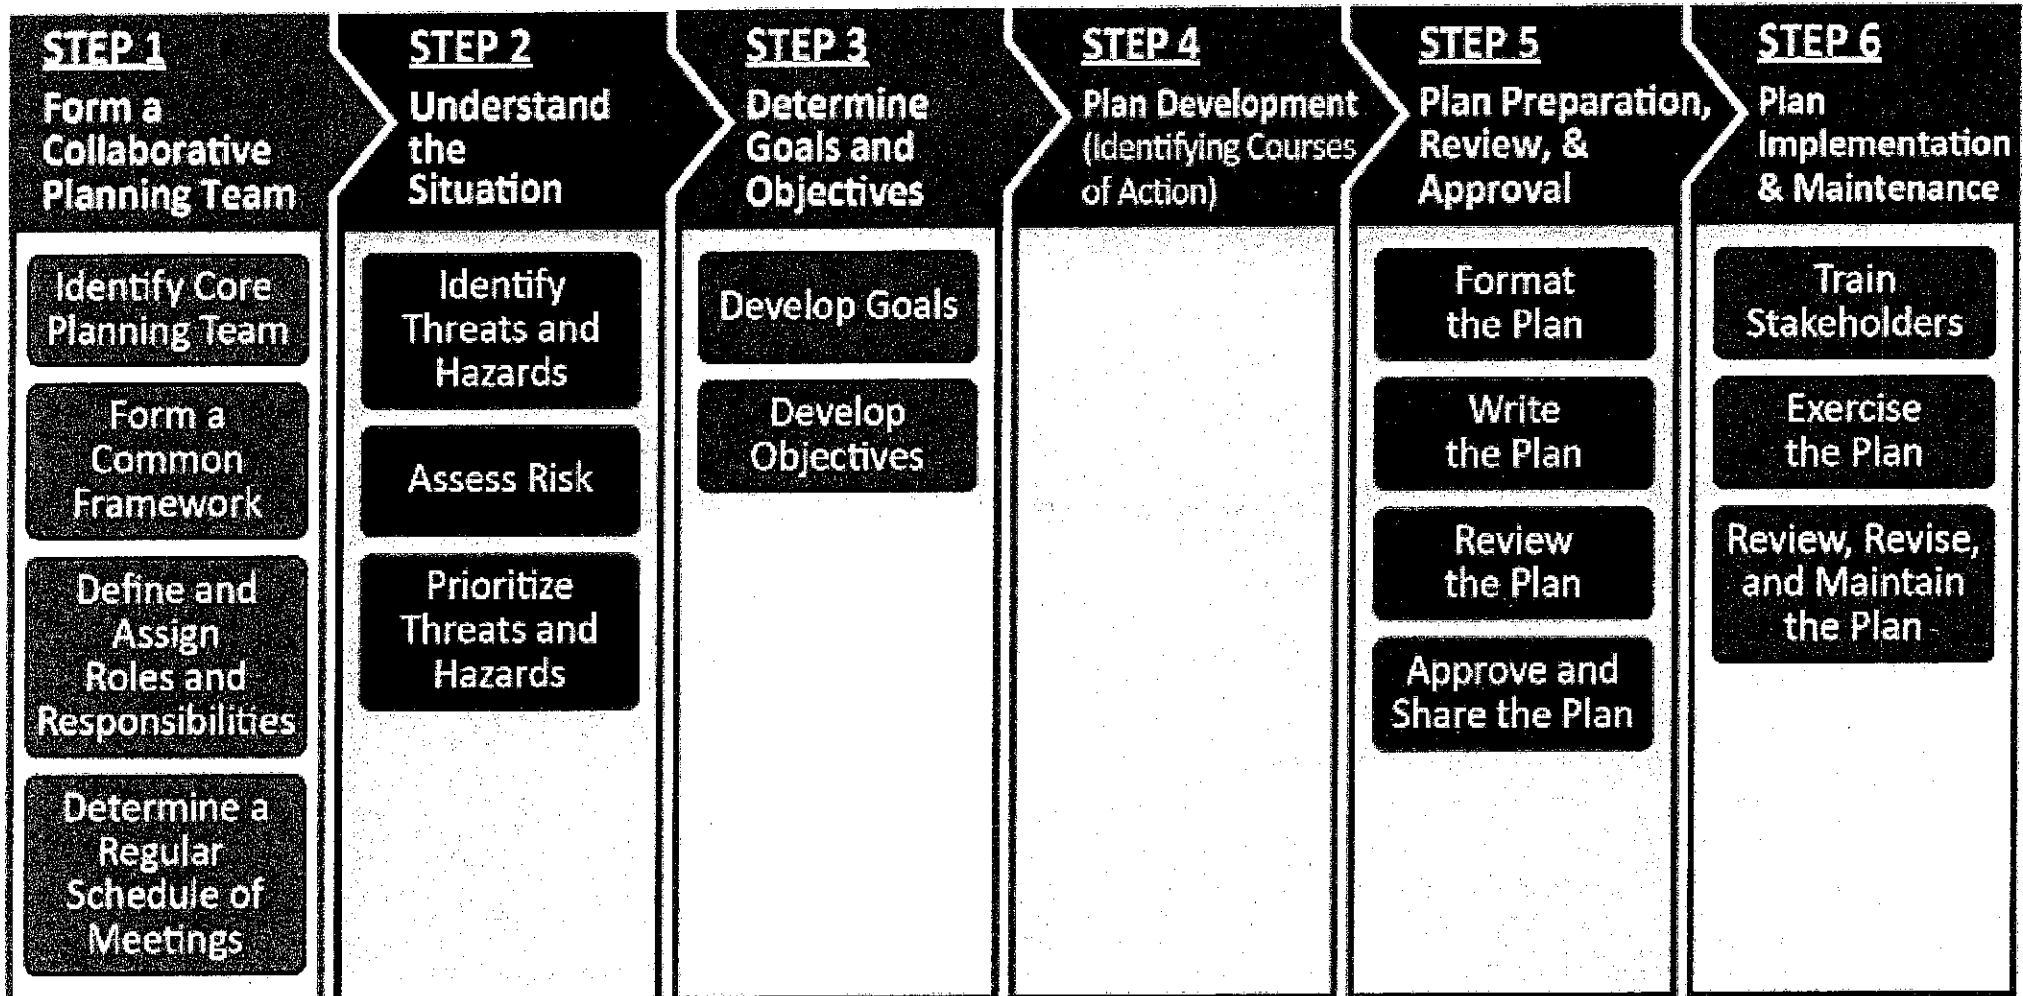 STEP 1
Form a
Collaborative
Planning Team
Identify Core
Planning Team
Form a
Common
Framework
Define and
Assign
Roles and
Responsibilities
Determine a
Regular
Schedule of
Meetings
STEP 2
Understand
the
Situation
Identify
Threats and
Hazards
Assess Risk
Prioritize
Threats and
Hazards
STEP 3
Determine
Goals and
Objectives
Develop Goals
Develop
Objectives
STEP 4
Plan Development
(Identifying Courses
of Action)
STEP 5
Plan Preparation,
Review, &
Approval
Format
the Plan
Write
the Plan
Review
the Plan
Approve and
Share the Plan
STEP 6
Plan
Implementation
& Maintenance
Train
Stakeholders
Exercise
the Plan
Review, Revise,
and Maintain
the Plan